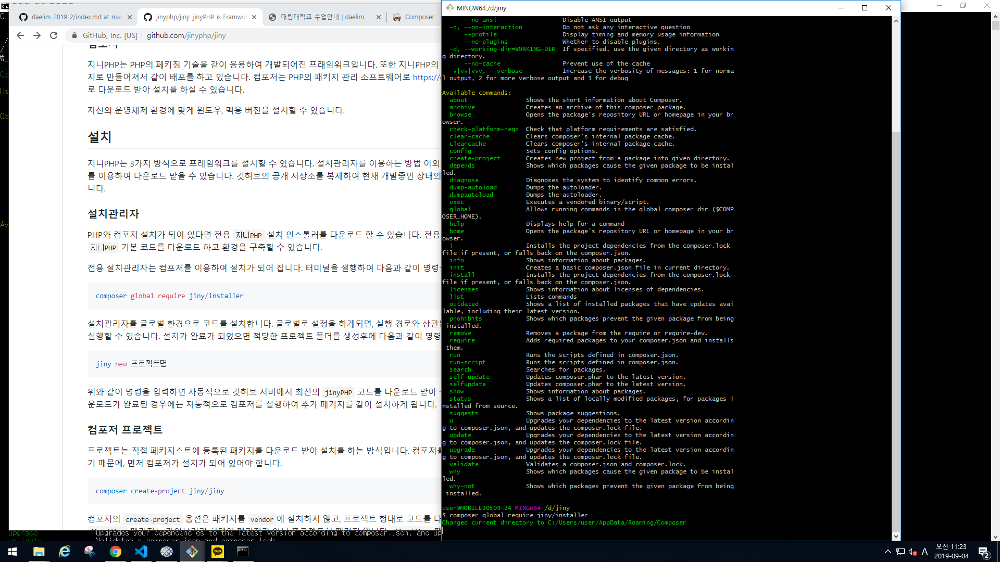 daelim_2019_2/index.md at mas
jinyphp/jiny: jinyPHP is Framwo
대림대학교 수업안내 | daelim
Composer
GitHub, Inc. [US] | github.com/jinyphp/jiny
지니PHP는 PHP의 페키징 기술을 같이 응용하여 개발되어진 프래임워크입니다. 또한 지니PHP의
지로 만들어져서 같이 배포를 하고 있습니다. 컴포저는 PHP의 패키지 관리 소프트웨어로 https://g
로 다운로드 받아 설치를 하실 수 있습니다.
자신의 운영체제 환경에 맞게 윈도우, 맥용 버전을 설치할 수 있습니다.
설치
지니PHP는 3가지 방식으로 프레임워크를 설치할 수 있습니다. 설치관리자를 이용하는 방법 이외
를 이용하여 다운로드 받을 수 있습니다. 깃허브의 공개 저장소를 복제하여 현재 개발중인 상태의
니다.
설치관리자
PHP와 컴포저 설치가 되어 있다면 전용 지니PHP 설치 인스톨러를 다운로드 할 수 있습니다. 전용
지니PHP 기본 코드를 다운로드 하고 환경을 구축할 수 있습니다.
전용 설치관리자는 컴포저를 이용하여 설치가 되어 집니다. 터미널을 샐행하여 다음과 같이 명령을
composer global require jiny/installer
설치관리자를 글로벌 환경으로 코드를 설치합니다. 글로벌로 설정을 하게되면, 실행 경로와 상관없
실행할 수 있습니다. 설치가 완료가 되었으면 적당한 프로젝트 폴더를 생성후에 다음과 같이 명령
jiny new 프로젝트명
위와 같이 명령을 입력하면 자동적으로 깃허브 서버에서 최신의 jinyPHP 코드를 다운로드 받아
운로드가 완료된 경우에는 자동적으로 컴포저를 실행하여 추가 페키지를 같이 설치하게 됩니다.
컴포저 프로젝트
프로젝트는 직접 페키지스트에 등록된 패키지를 다운로드 받아 설치를 하는 방식입니다. 컴포저를
기 때문에, 먼저 컴포저가 설치가 되어 있어야 합니다.
composer create-project jiny/jiny
컴포저의 create-project 옵션은 패키지를 vendor 에 설치하지 않고, 프로젝트 형태로 코드를 다
upgrade Upgrades your dependencies to the latest version according to composer.json, and up
validate Validates a composer.json and composer.lock
MINGW64:/d/jiny
--no-ansi Disable ANSI output
-n, --no-interaction Do not ask any interactive question
--profile Display timing and memory usage information
--no-plugins Whether to disable plugins.
-d, --working-dir=WORKING-DIR If specified, use the given directory as workin
g directory.
--no-cache Prevent use of the cache
-v|vv|vvv, --verbose Increase the verbosity of messages: 1 for norma
l output, 2 for more verbose output and 3 for debug
Available commands:
about Shows the short information about Composer.
archive Creates an archive of this composer package.
browse Opens the package's repository URL or homepage in your br
owser.
check-platform-reqs Check that platform requirements are satisfied.
clear-cache Clears composer's internal package cache.
clearcache Clears composer's internal package cache.
config Sets config options.
create-project Creates new project from a package into given directory.
depends Shows which packages cause the given package to be instal
led.
diagnose Diagnoses the system to identify common errors.
dump-autoload Dumps the autoloader.
dumpautoload Dumps the autoloader.
exec Executes a vendored binary/script.
global Allows running commands in the global composer dir ($COMP
OSER_HOME).
help Displays help for a command
home Opens the package's repository URL or homepage in your br
owser.
i Installs the project dependencies from the composer.lock
file if present, or falls back on the composer.json.
info Shows information about packages.
init Creates a basic composer.json file in current directory.
install Installs the project dependencies from the composer.lock
file if present, or falls back on the composer.json.
licenses Shows information about licenses of dependencies.
list Lists commands
outdated Shows a list of installed packages that have updates avai
lable, including their latest version.
prohibits Shows which packages prevent the given package from being
installed.
remove Removes a package from the require or require-dev.
require Adds required packages to your composer.json and installs
them.
run Runs the scripts defined in composer.json.
run-script Runs the scripts defined in composer.json.
search Searches for packages.
self-update Updates composer.phar to the latest version.
selfupdate Updates composer.phar to the latest version.
show Shows information about packages.
status Shows a list of locally modified packages, for packages i
nstalled from source.
suggests Shows package suggestions.
u Upgrades your dependencies to the latest version accordin
g to composer.json, and updates the composer.lock file.
update Upgrades your dependencies to the latest version accordin
g to composer.json, and updates the composer.lock file.
upgrade Upgrades your dependencies to the latest version accordin
g to composer.json, and updates the composer.lock file.
validate Validates a composer.json and composer.lock.
why Shows which packages cause the given package to be instal
led.
why-not Shows which packages prevent the given package from being
installed.
user@MOBILEJ0509-24 MINGW64 /d/jiny
$ composer global require jiny/installer
Changed current directory to C:/Users/user/AppData/Roaming/Composer
TALK
A
오전 11:23
2019-09-04
2